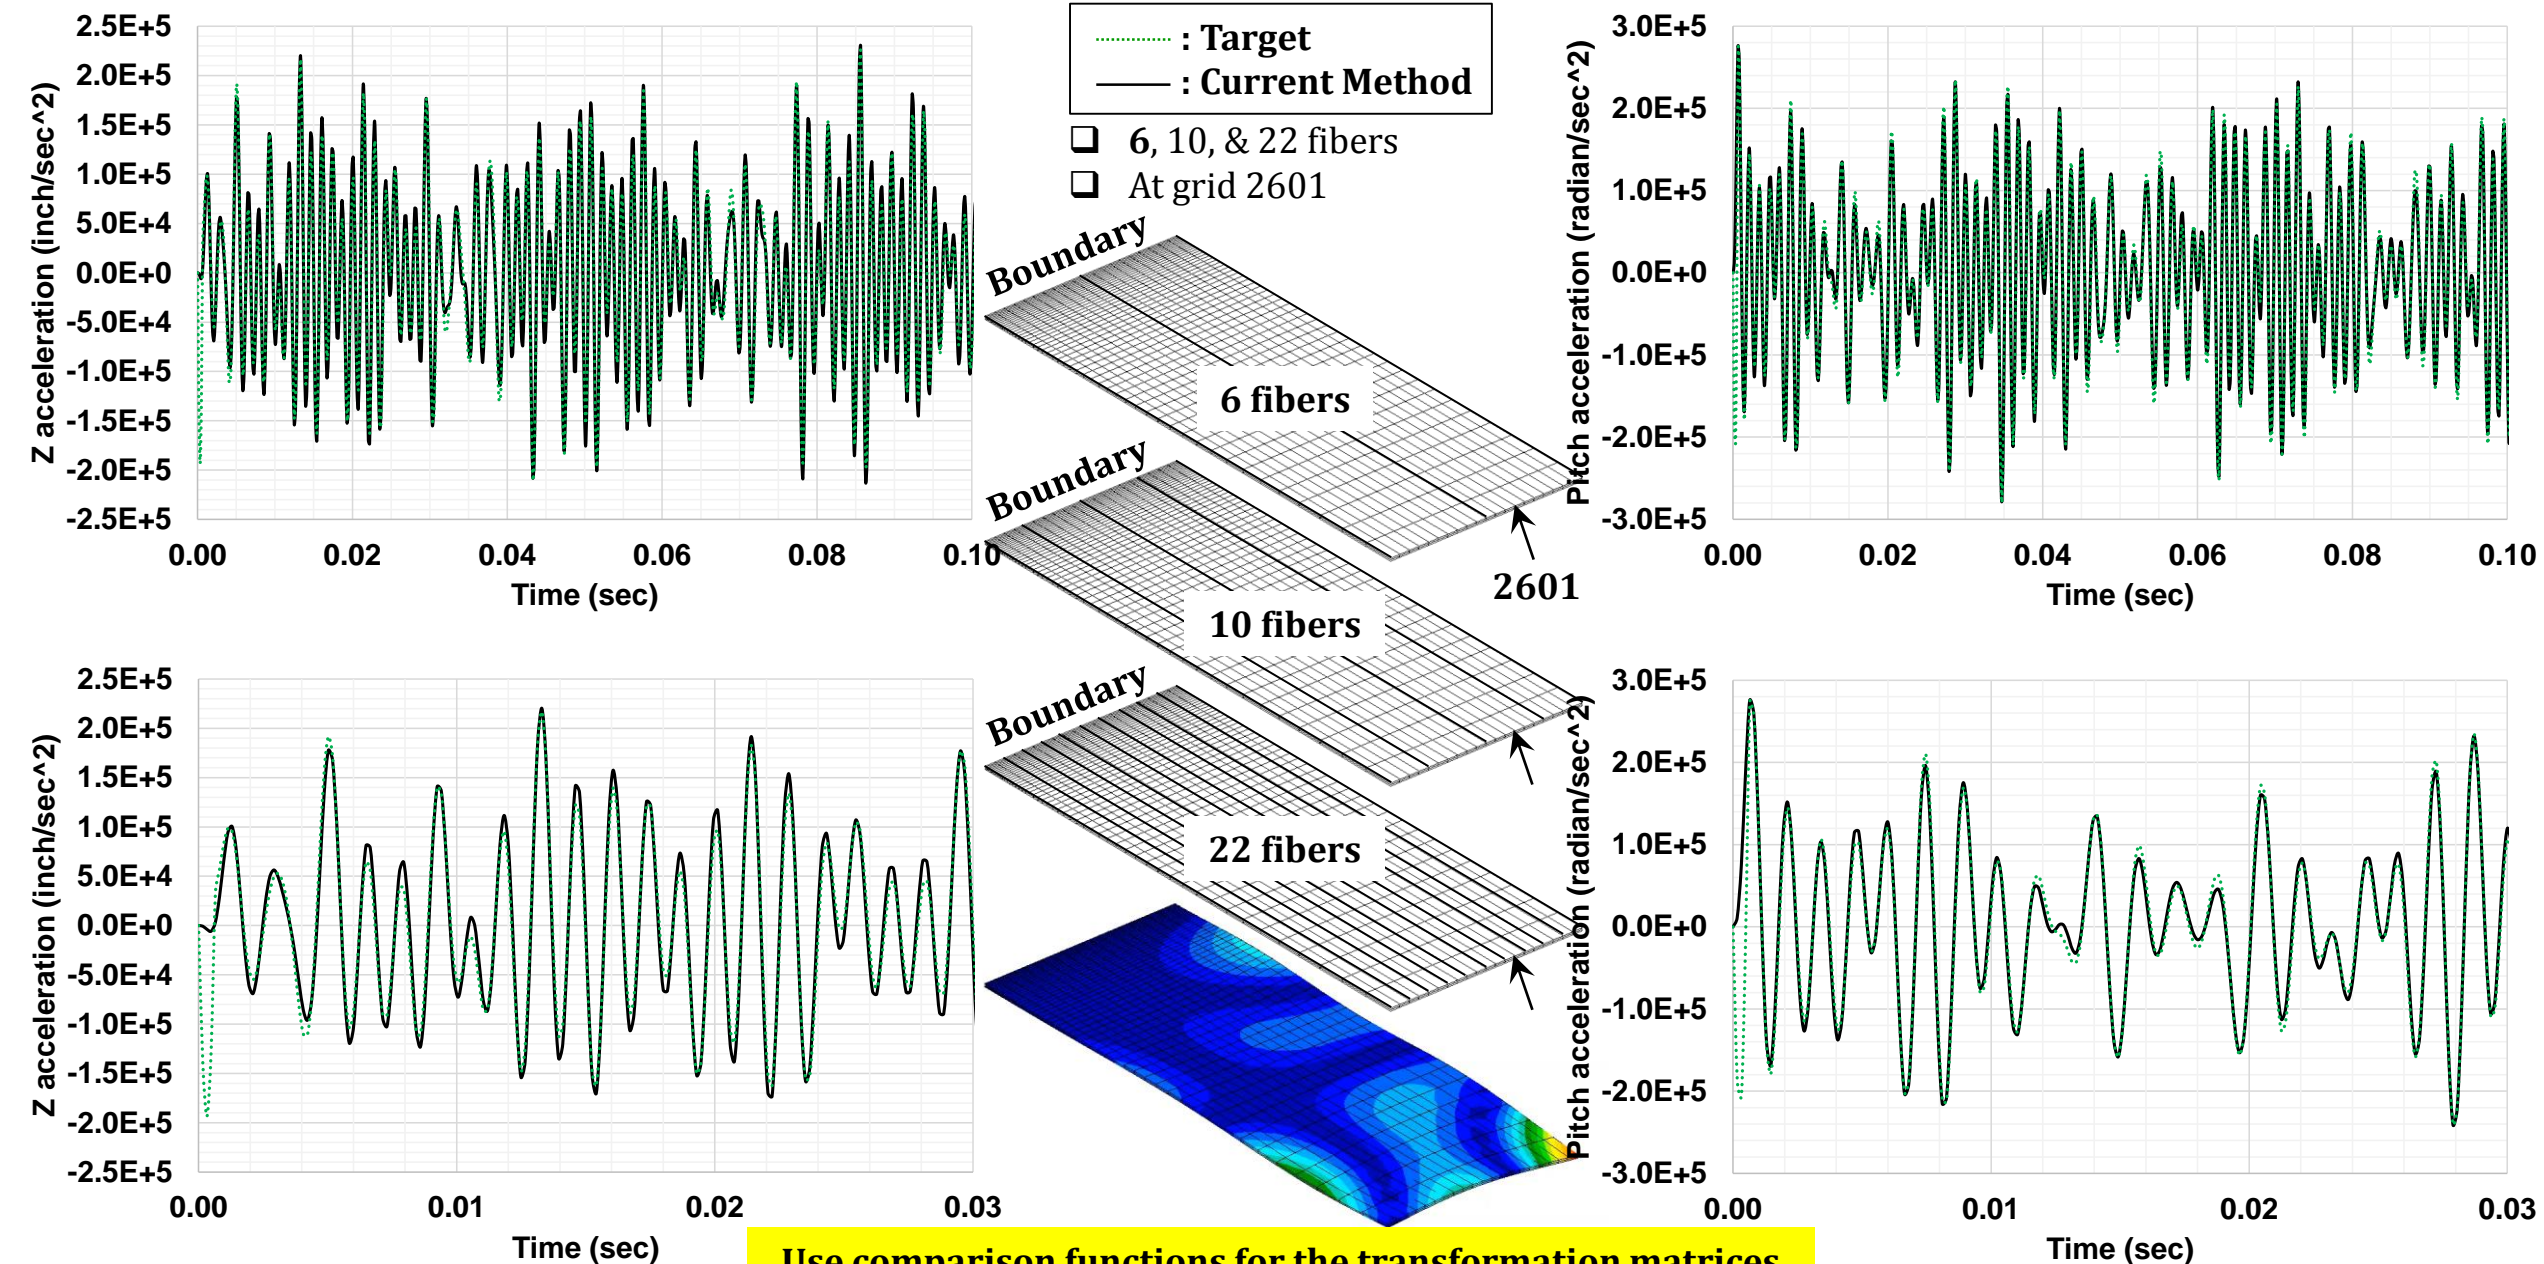 2.5E+5
2.0E+5
1.5E+5
1.0E+5
5.0E+4
0.0E+0
-5.0E+4
-1.0E+5
-1.5E+5
-2.0E+5
-2.5E+5
Z acceleration (inch/sec^2)
0.00 0.02 0.04 0.06 0.08 0.10
Time (sec)
: Target
: Current Method
❑ 6, 10, & 22 fibers
❑ At grid 2601
Boundary
6 fibers
2601
Boundary
10 fibers
Boundary
22 fibers
3.0E+5
2.0E+5
1.0E+5
0.0E+0
-1.0E+5
-2.0E+5
-3.0E+5
Pitch acceleration (radian/sec^2)
0.00 0.02 0.04 0.06 0.08 0.10
Time (sec)
2.5E+5
2.0E+5
1.5E+5
1.0E+5
5.0E+4
0.0E+0
-5.0E+4
-1.0E+5
-1.5E+5
-2.0E+5
-2.5E+5
Z acceleration (inch/sec^2)
0.00 0.01 0.02 0.03
Time (sec)
3.0E+5
2.0E+5
1.0E+5
0.0E+0
-1.0E+5
-2.0E+5
-3.0E+5
Pitch acceleration (radian/sec^2)
0.00 0.01 0.02 0.03
Time (sec)
Use comparison functions for the transformation matrices